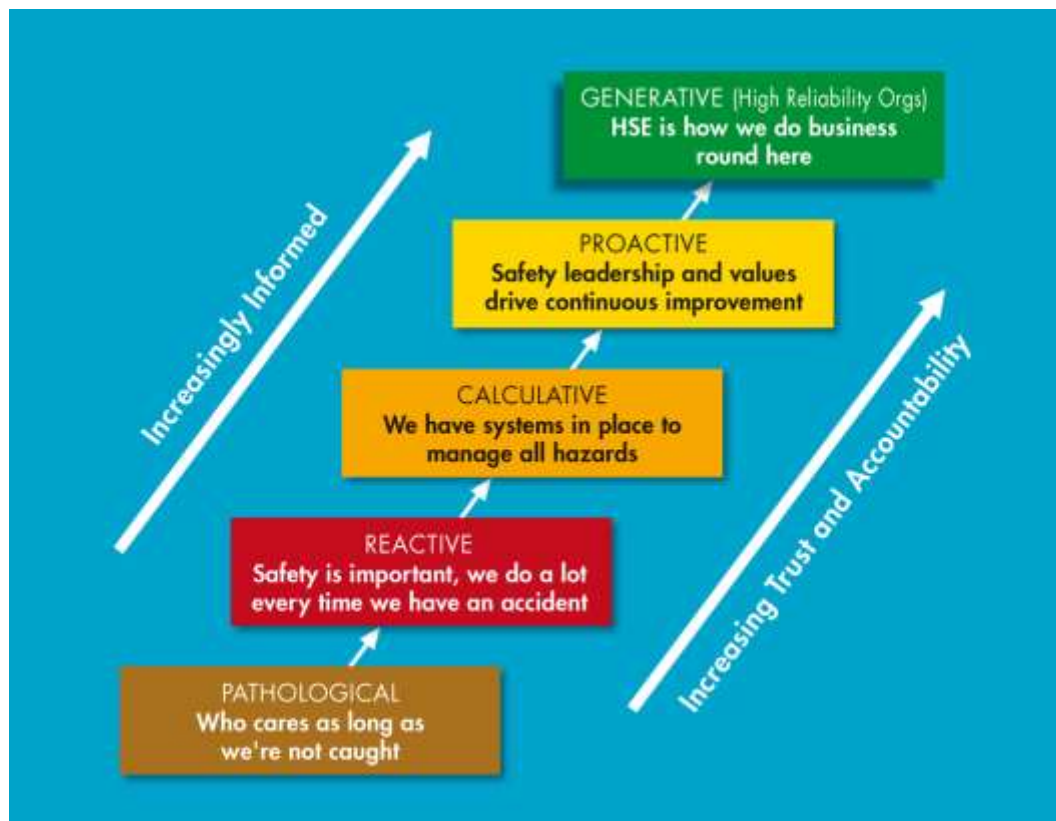 GENERATIVE (High Reliability Orgs)
HSE is how we do business
round here
PROACTIVE
Safety leadership and values
drive continuous improvement
CALCULATIVE
We have systems in place to
manage all hazards
REACTIVE
Safety is important, we do a lot
every time we have an accident
PATHOLOGICAL
Who cares as long as
we're not caught
Increasingly Informed
Increasing Trust and Accountability